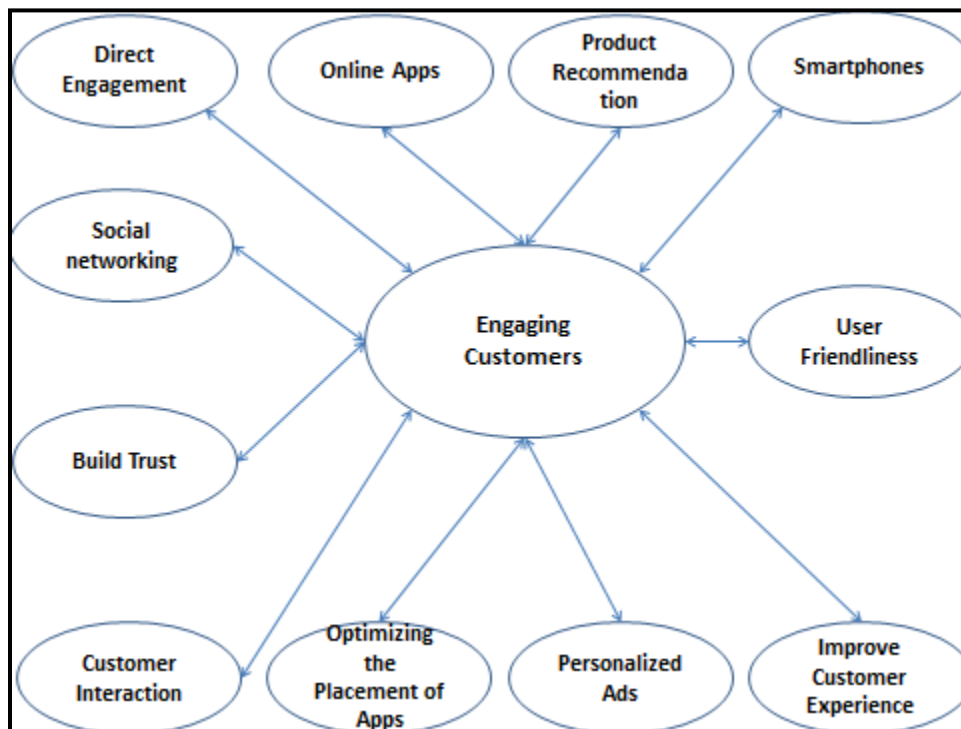 Direct
Engagement
Online Apps
Product
Recommenda
tion
Smartphones
Social
networking
Engaging
Customers
User
Friendliness
Build Trust
Customer
Interaction
Optimizing
the
Placement of
Apps
Personalized
Ads
Improve
Customer
Experience